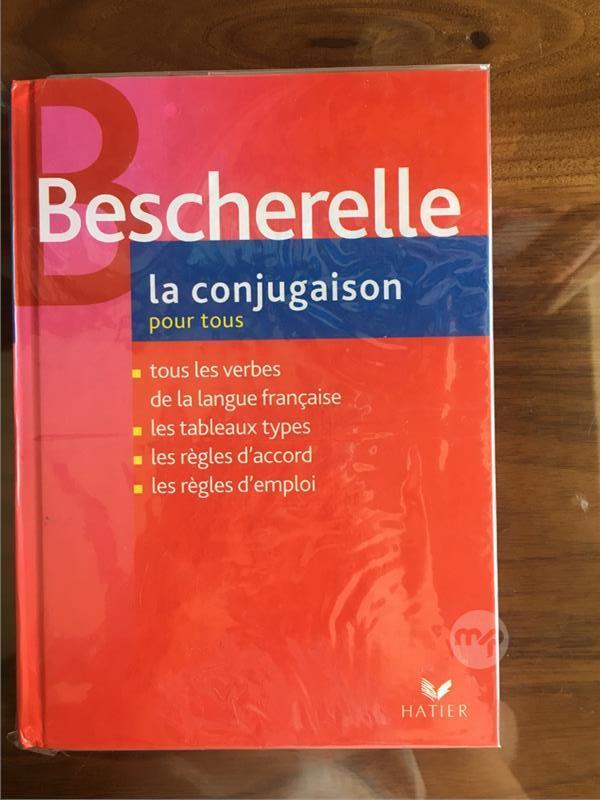 B
Bescherelle
la conjugaison
pour tous
tous les verbes
de la langue française
les tableaux types
les règles d'accord
les règles d'emploi
HATIER